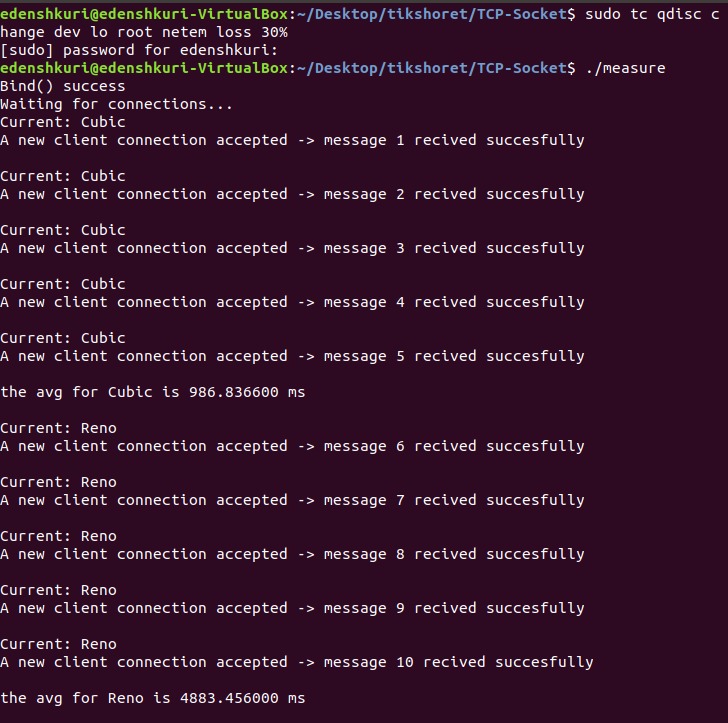 edenshkuri@edenshkuri-VirtualBox:~/Desktop/tikshoret/TCP-Socket$ sudo tc qdisc c
hange dev lo root netem loss 30%
[sudo] password for edenshkuri:
edenshkuri@edenshkuri-VirtualBox:~/Desktop/tikshoret/TCP-Socket$ ./measure
Bind() success
Waiting for connections...
Current: Cubic
A new client connection accepted -> message 1 recived succesfully
Current: Cubic
A new client connection accepted -> message 2 recived succesfully
Current: Cubic
A new client connection accepted -> message 3 recived succesfully
Current: Cubic
A new client connection accepted -> message 4 recived succesfully
Current: Cubic
A new client connection accepted -> message 5 recived succesfully
the avg for Cubic is 986.836600 ms
Current: Reno
A new client connection accepted -> message 6 recived succesfully
Current: Reno
A new client connection accepted -> message 7 recived succesfully
Current: Reno
A new client connection accepted -> message 8 recived succesfully
Current: Reno
A new client connection accepted -> message 9 recived succesfully
Current: Reno
A new client connection accepted -> message 10 recived succesfully
the avg for Reno is 4883.456000 ms